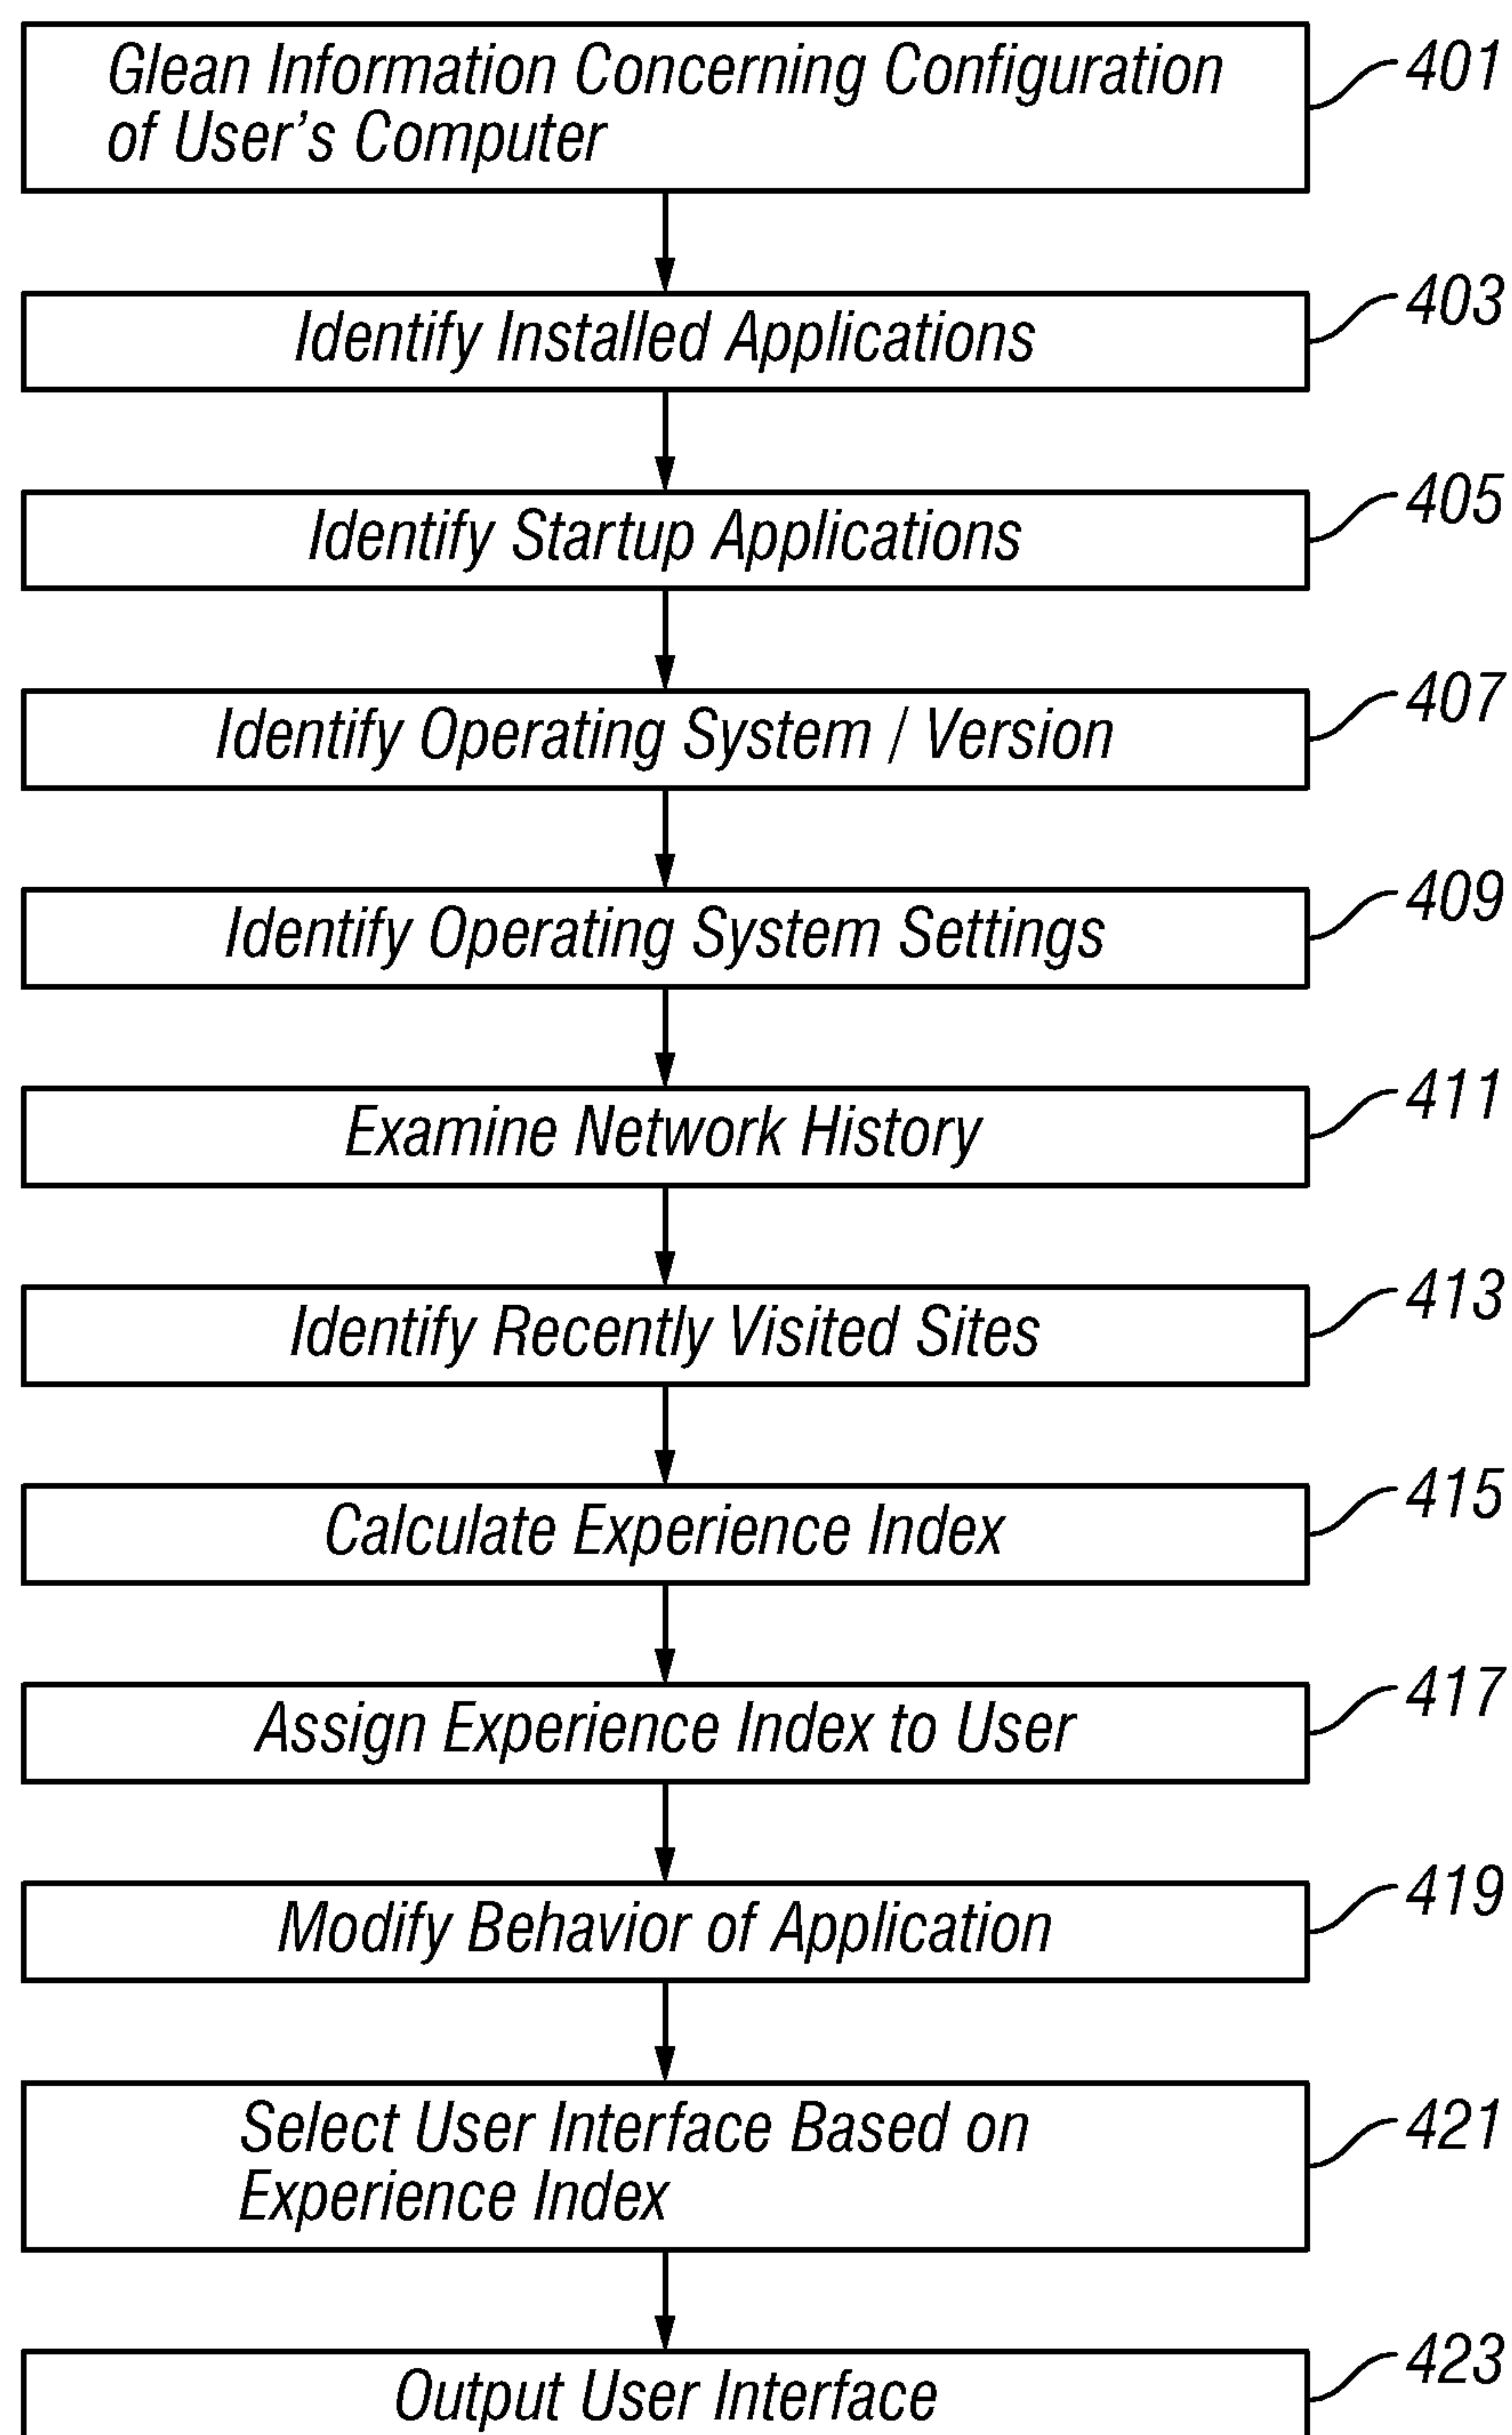 Glean Information Concerning Configuration
of User's Computer
401
Identify Installed Applications
403
Identify Startup Applications
405
Identify Operating System / Version
407
Identify Operating System Settings
409
Examine Network History
411
Identify Recently Visited Sites
413
Calculate Experience Index
415
Assign Experience Index to User
417
Modify Behavior of Application
419
Select User Interface Based on
Experience Index
421
Output User Interface
423